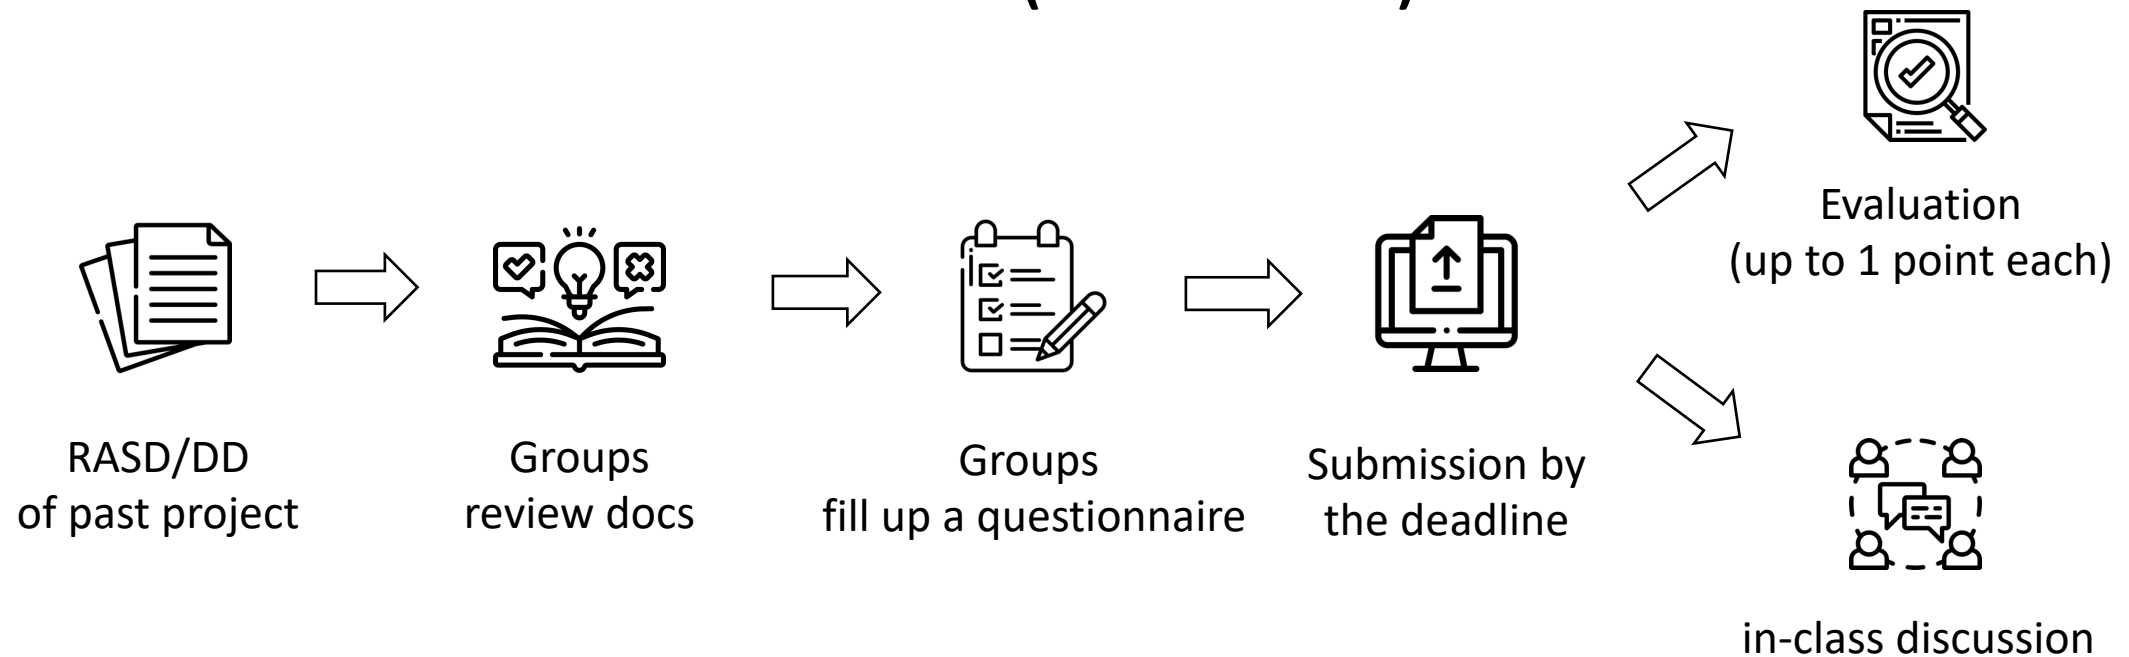 RASD/DD
of past project
Groups
review docs
Groups
fill up a questionnaire
Submission by
the deadline
Evaluation
(up to 1 point each)
in-class discussion